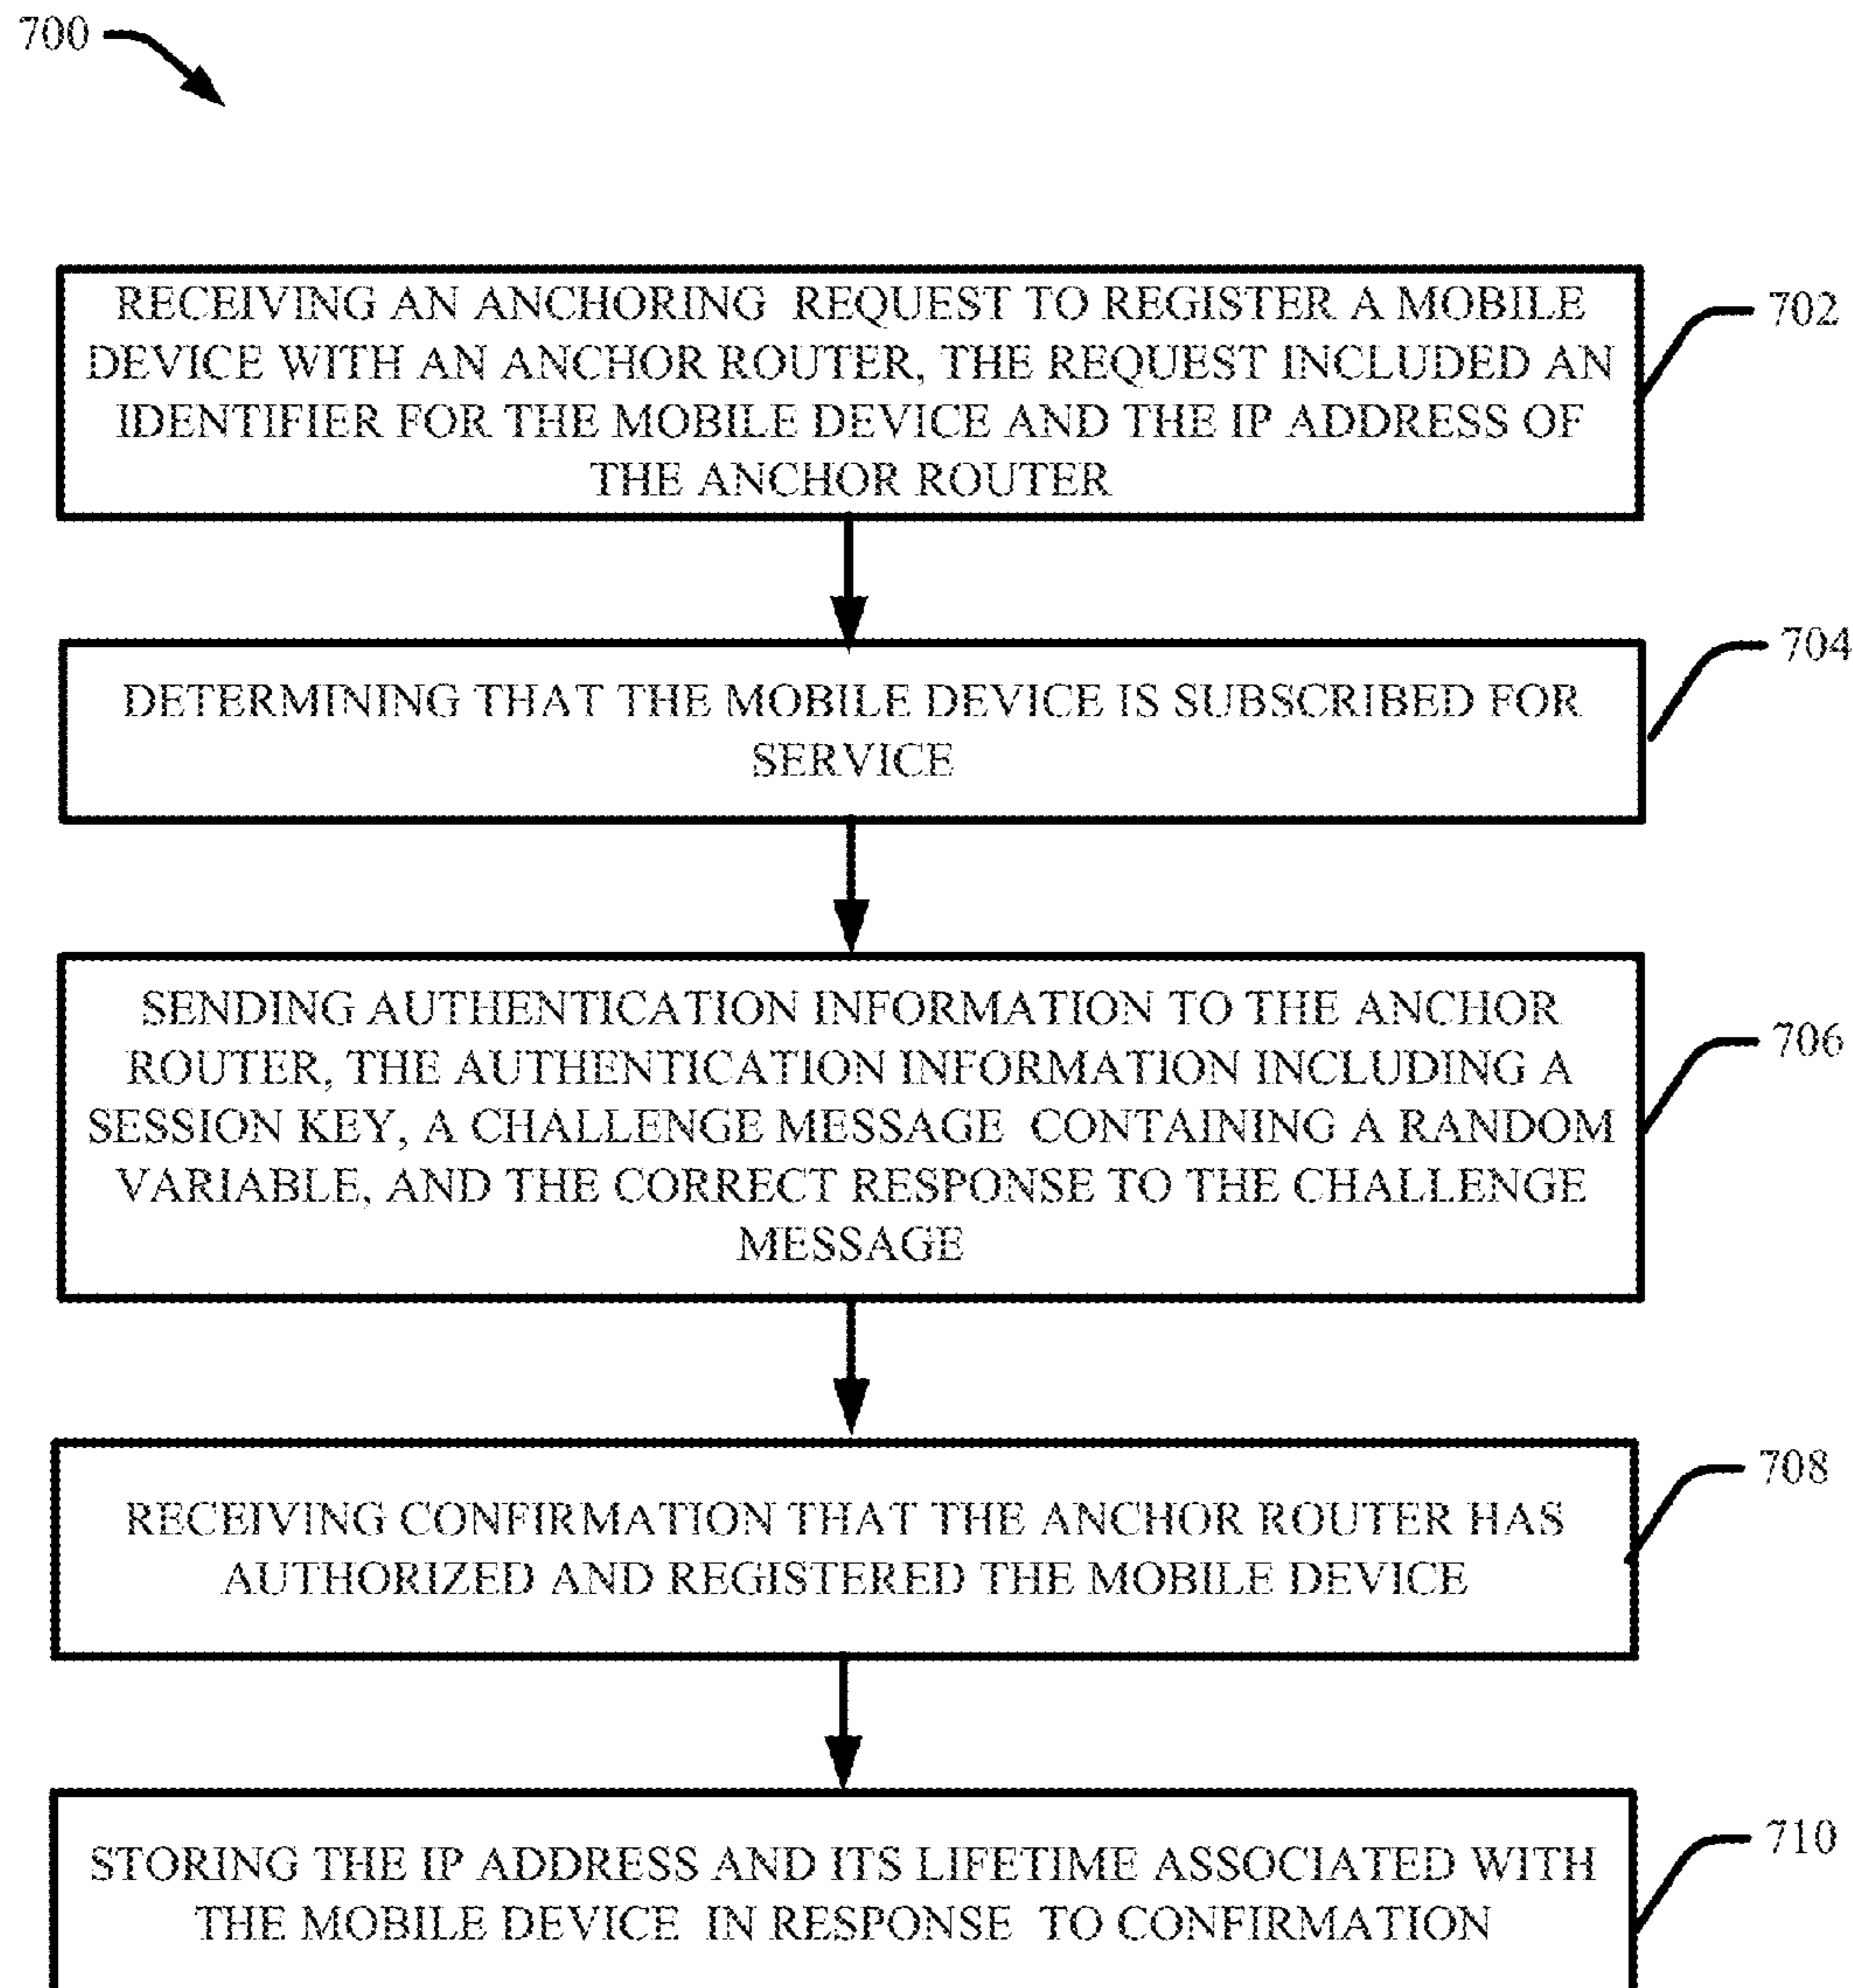 700
RECEIVING AN ANCHORING REQUEST TO REGISTER A MOBILE
DEVICE WITH AN ANCHOR ROUTER, THE REQUEST INCLUDED AN
IDENTIFIER FOR THE MOBILE DEVICE AND THE IP ADDRESS OF
THE ANCHOR ROUTER
702
DETERMINING THAT THE MOBILE DEVICE IS SUBSCRIBED FOR
SERVICE
704
SENDING AUTHENTICATION INFORMATION TO THE ANCHOR
ROUTER, THE AUTHENTICATION INFORMATION INCLUDING A
SESSION KEY, A CHALLENGE MESSAGE CONTAINING A RANDOM
VARIABLE, AND THE CORRECT RESPONSE TO THE CHALLENGE
MESSAGE
706
RECEIVING CONFIRMATION THAT THE ANCHOR ROUTER HAS
AUTHORIZED AND REGISTERED THE MOBILE DEVICE
708
STORING THE IP ADDRESS AND ITS LIFETIME ASSOCIATED WITH
THE MOBILE DEVICE IN RESPONSE TO CONFIRMATION
710